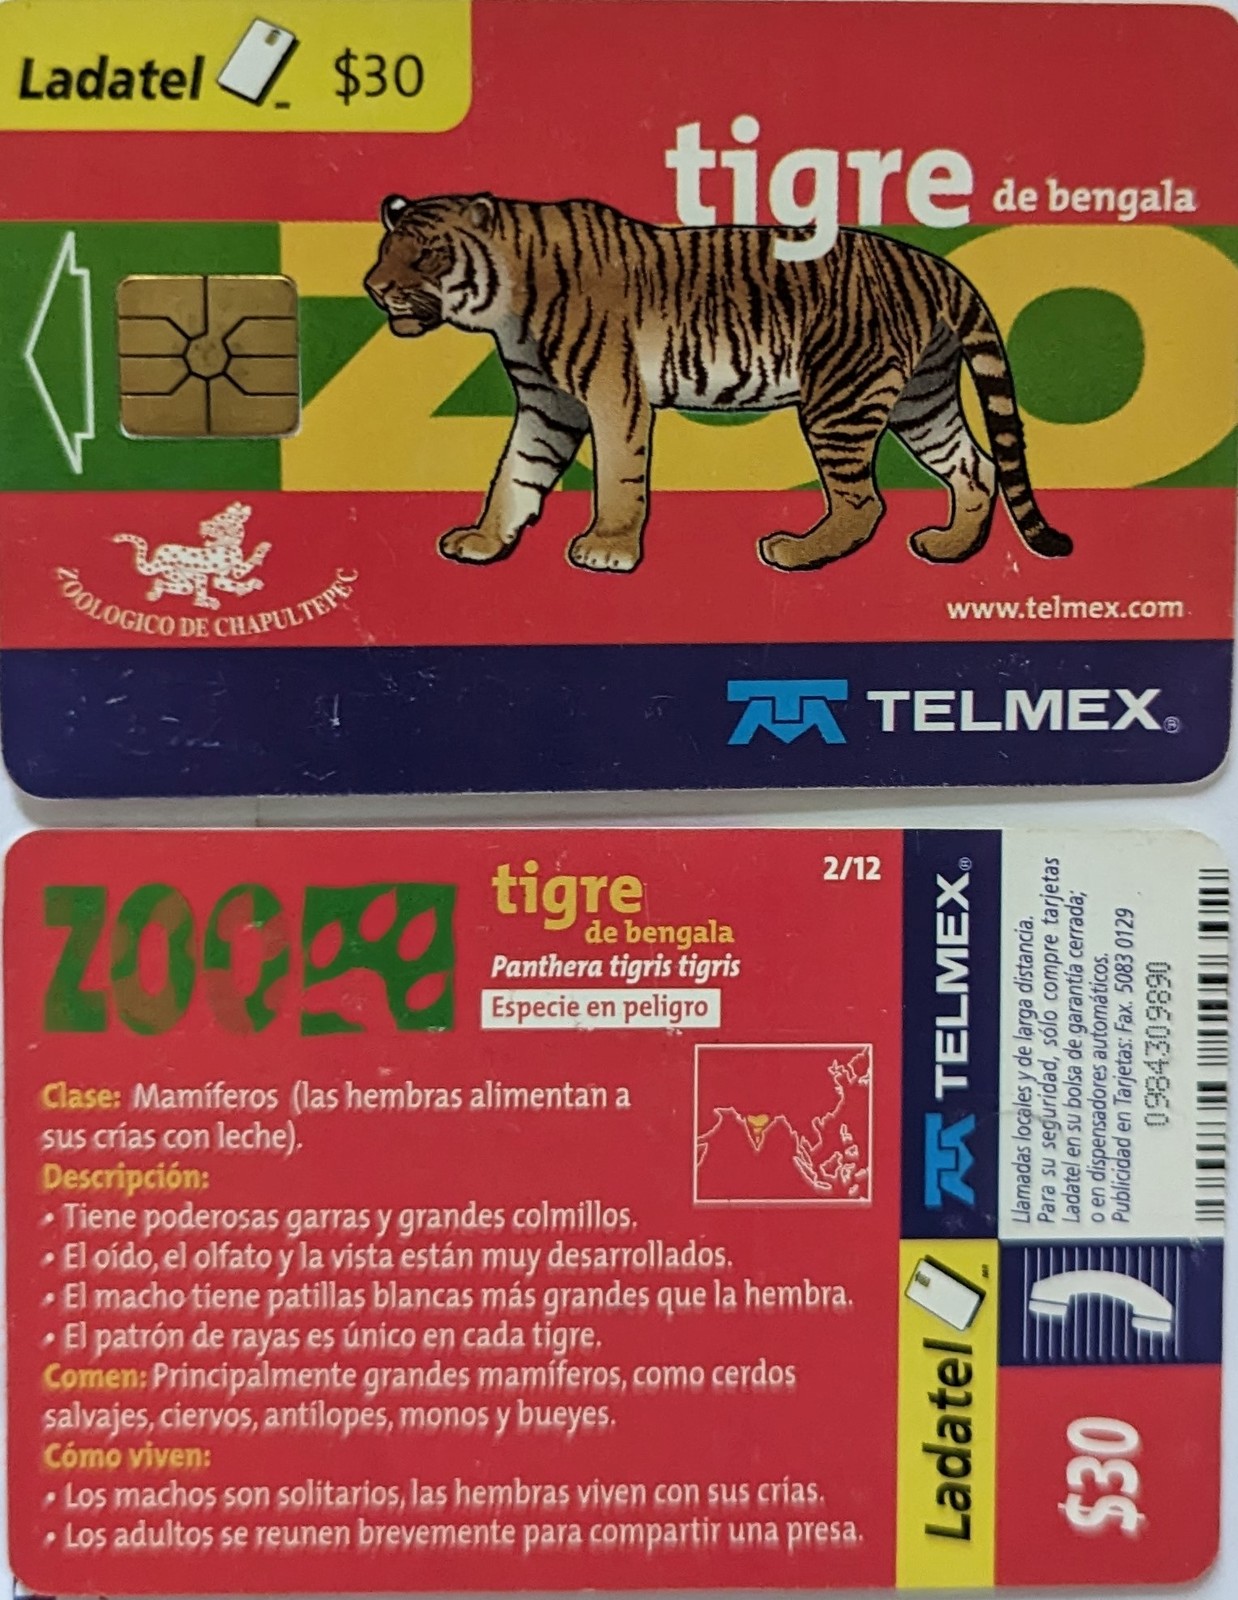 Ladatel $30
tigre de bengala
ZOO
ZOOLOGICO DE CHAPULTEPEC
www.telmex.com
TELMEX®
ZOO
tigre
de bengala
Panthera tigris tigris
Especie en peligro
2/12
Clase: Mamíferos (las hembras alimentan a
sus crías con leche).
Descripción:
• Tiene poderosas garras y grandes colmillos.
• El oído, el olfato y la vista están muy desarrollados.
• El macho tiene patillas blancas más grandes que la hembra.
• El patrón de rayas es único en cada tigre.
Comen: Principalmente grandes mamíferos, como cerdos
salvajes, ciervos, antílopes, monos y bueyes.
Cómo viven:
• Los machos son solitarios, las hembras viven con sus crías.
• Los adultos se reunen brevemente para compartir una presa.
TELMEX®
Ladatel
Llamadas locales y de larga distancia.
Para su seguridad, sólo compre tarjetas
Ladatel en su bolsa de garantía cerrada;
o en dispensadores automáticos.
Publicidad en Tarjetas: Fax. 5083 0129
0984309890
$30